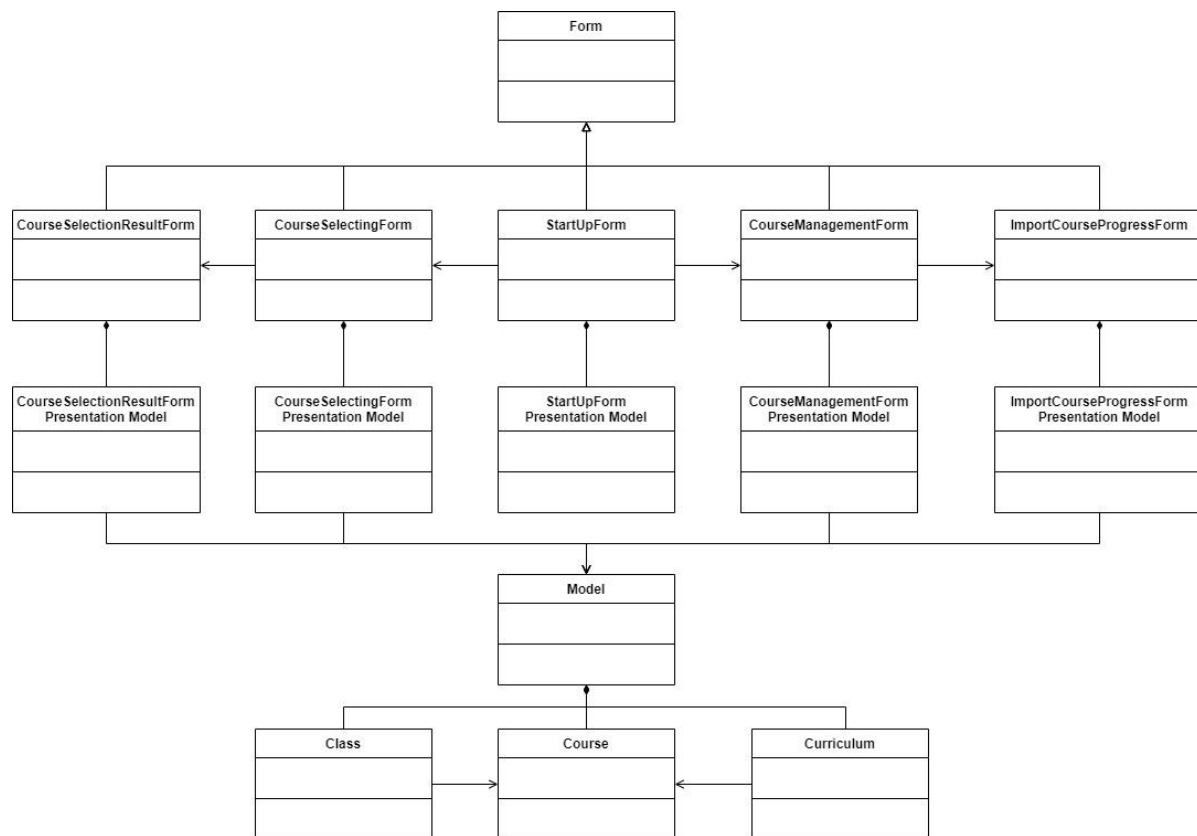 Form
CourseSelectionResultForm
CourseSelectingForm
StartUpForm
CourseManagementForm
ImportCourseProgressForm
CourseSelectionResultForm
Presentation Model
CourseSelectingForm
Presentation Model
StartUpForm
Presentation Model
CourseManagementForm
Presentation Model
ImportCourseProgressForm
Presentation Model
Model
Class
Course
Curriculum